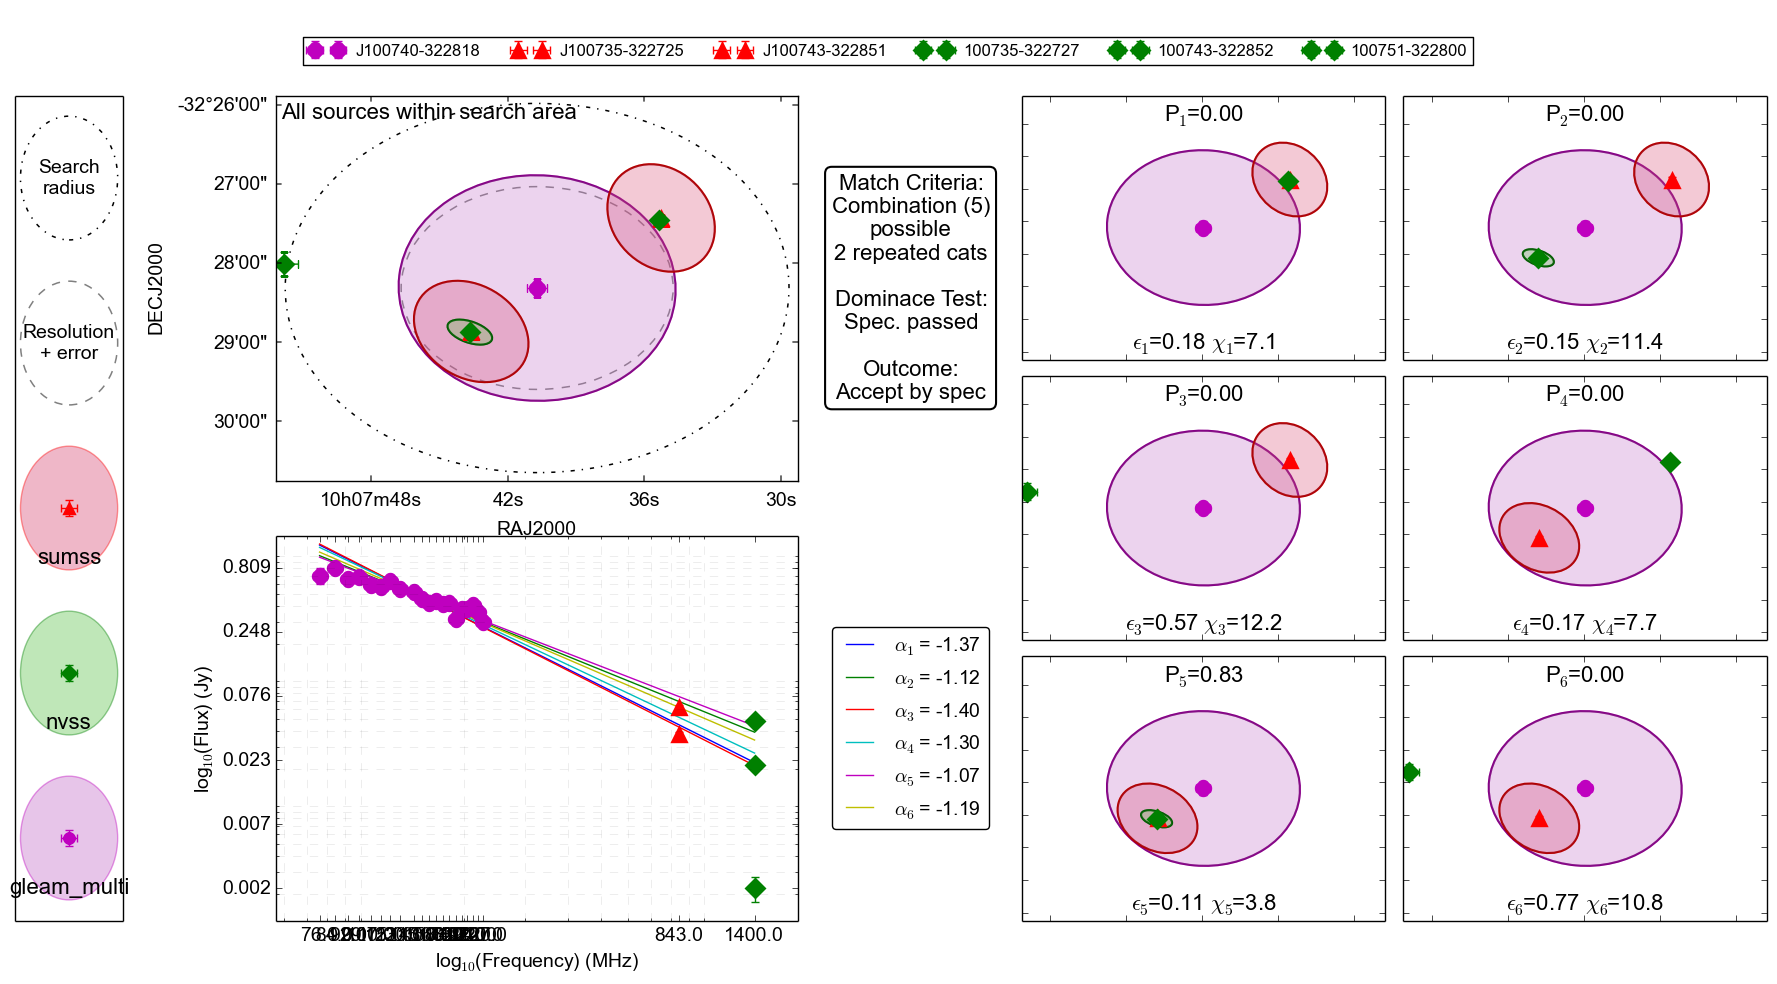 J100740-322818 J100735-322725 J100743-322851 100735-322727 100743-322852 100751-322800
Search
radius
Resolution
+ error
sumss
nvss
gleam_multi
All sources within search area
-32°26'00"
27'00"
28'00"
29'00"
30'00"
DECJ2000
10h07m48s 42s 36s 30s
RAJ2000
Match Criteria:
Combination (5)
possible
2 repeated cats
Dominace Test:
Spec. passed
Outcome:
Accept by spec
0.809
0.248
0.076
0.023
0.007
0.002
log₁₀(Flux) (Jy)
843.0 1400.0
log₁₀(Frequency) (MHz)
α₁ = -1.37
α₂ = -1.12
α₃ = -1.40
α₄ = -1.30
α₅ = -1.07
α₆ = -1.19
P₁=0.00
ϵ₁=0.18 χ₁=7.1
P₂=0.00
ϵ₂=0.15 χ₂=11.4
P₃=0.00
ϵ₃=0.57 χ₃=12.2
P₄=0.00
ϵ₄=0.17 χ₄=7.7
P₅=0.83
ϵ₅=0.11 χ₅=3.8
P₆=0.00
ϵ₆=0.77 χ₆=10.8